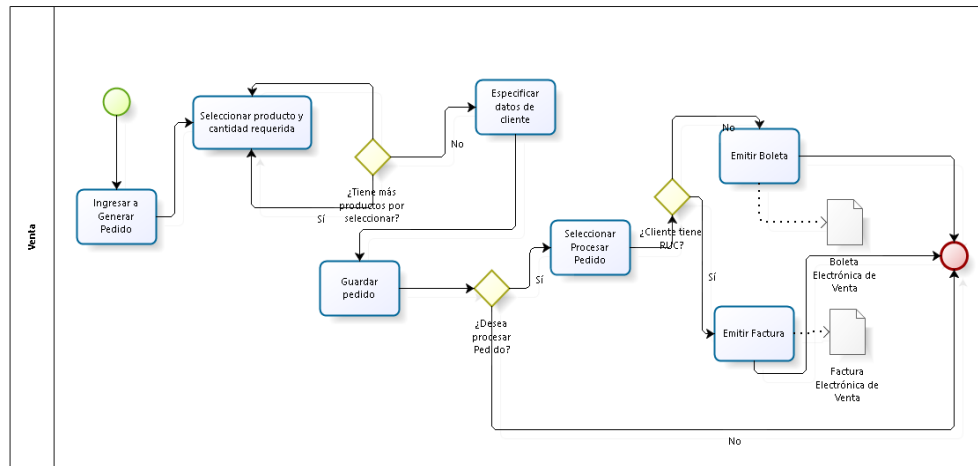 Venta
Ingresar a
Generar
Pedido
Seleccionar producto y
cantidad requerida
¿Tiene más
productos por
seleccionar?
Sí
No
Especificar
datos de
cliente
Guardar
pedido
¿Desea
procesar
Pedido?
Sí
No
Seleccionar
Procesar
Pedido
¿Cliente tiene
RUC?
No
Sí
Emitir Boleta
Boleta
Electrónica de
Venta
Emitir Factura
Factura
Electrónica de
Venta